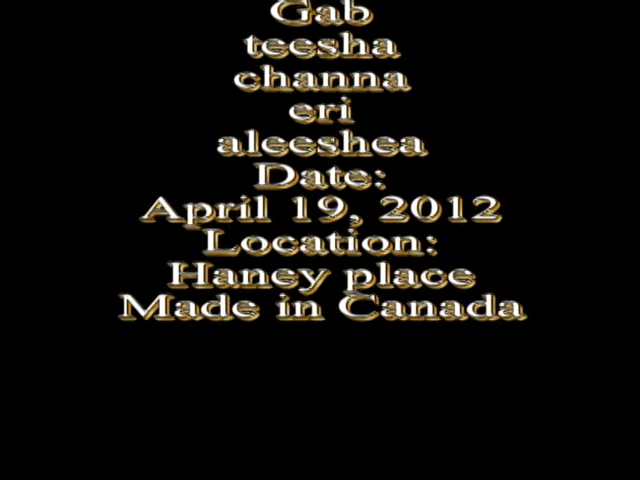 Gab
teesha
channa
eri
aleeshea
Date:
April 19, 2012
Location:
Haney place
Made in Canada